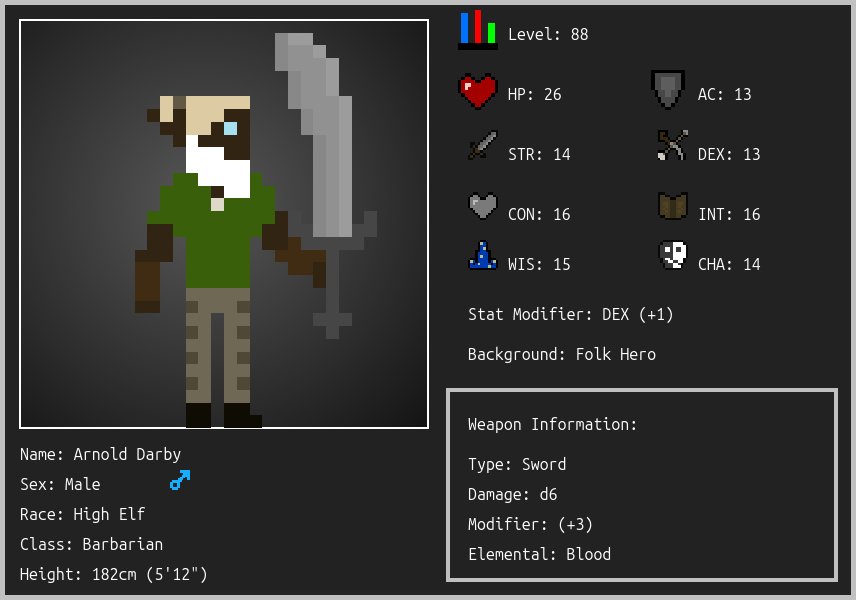 Level: 88
HP: 26
AC: 13
STR: 14
DEX: 13
CON: 16
INT: 16
WIS: 15
CHA: 14
Stat Modifier: DEX (+1)
Background: Folk Hero
Weapon Information:
Type: Sword
Damage: d6
Modifier: (+3)
Elemental: Blood
Name: Arnold Darby
Sex: Male
Race: High Elf
Class: Barbarian
Height: 182cm (5'12")